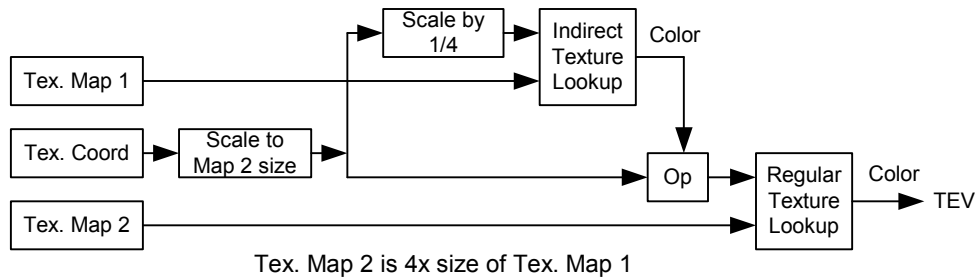 Scale by
1/4
Indirect
Texture
Lookup
Color
Tex. Map 1
Tex. Coord
Scale to
Map 2 size
Op
Regular
Texture
Lookup
Color
TEV
Tex. Map 2
Tex. Map 2 is 4x size of Tex. Map 1